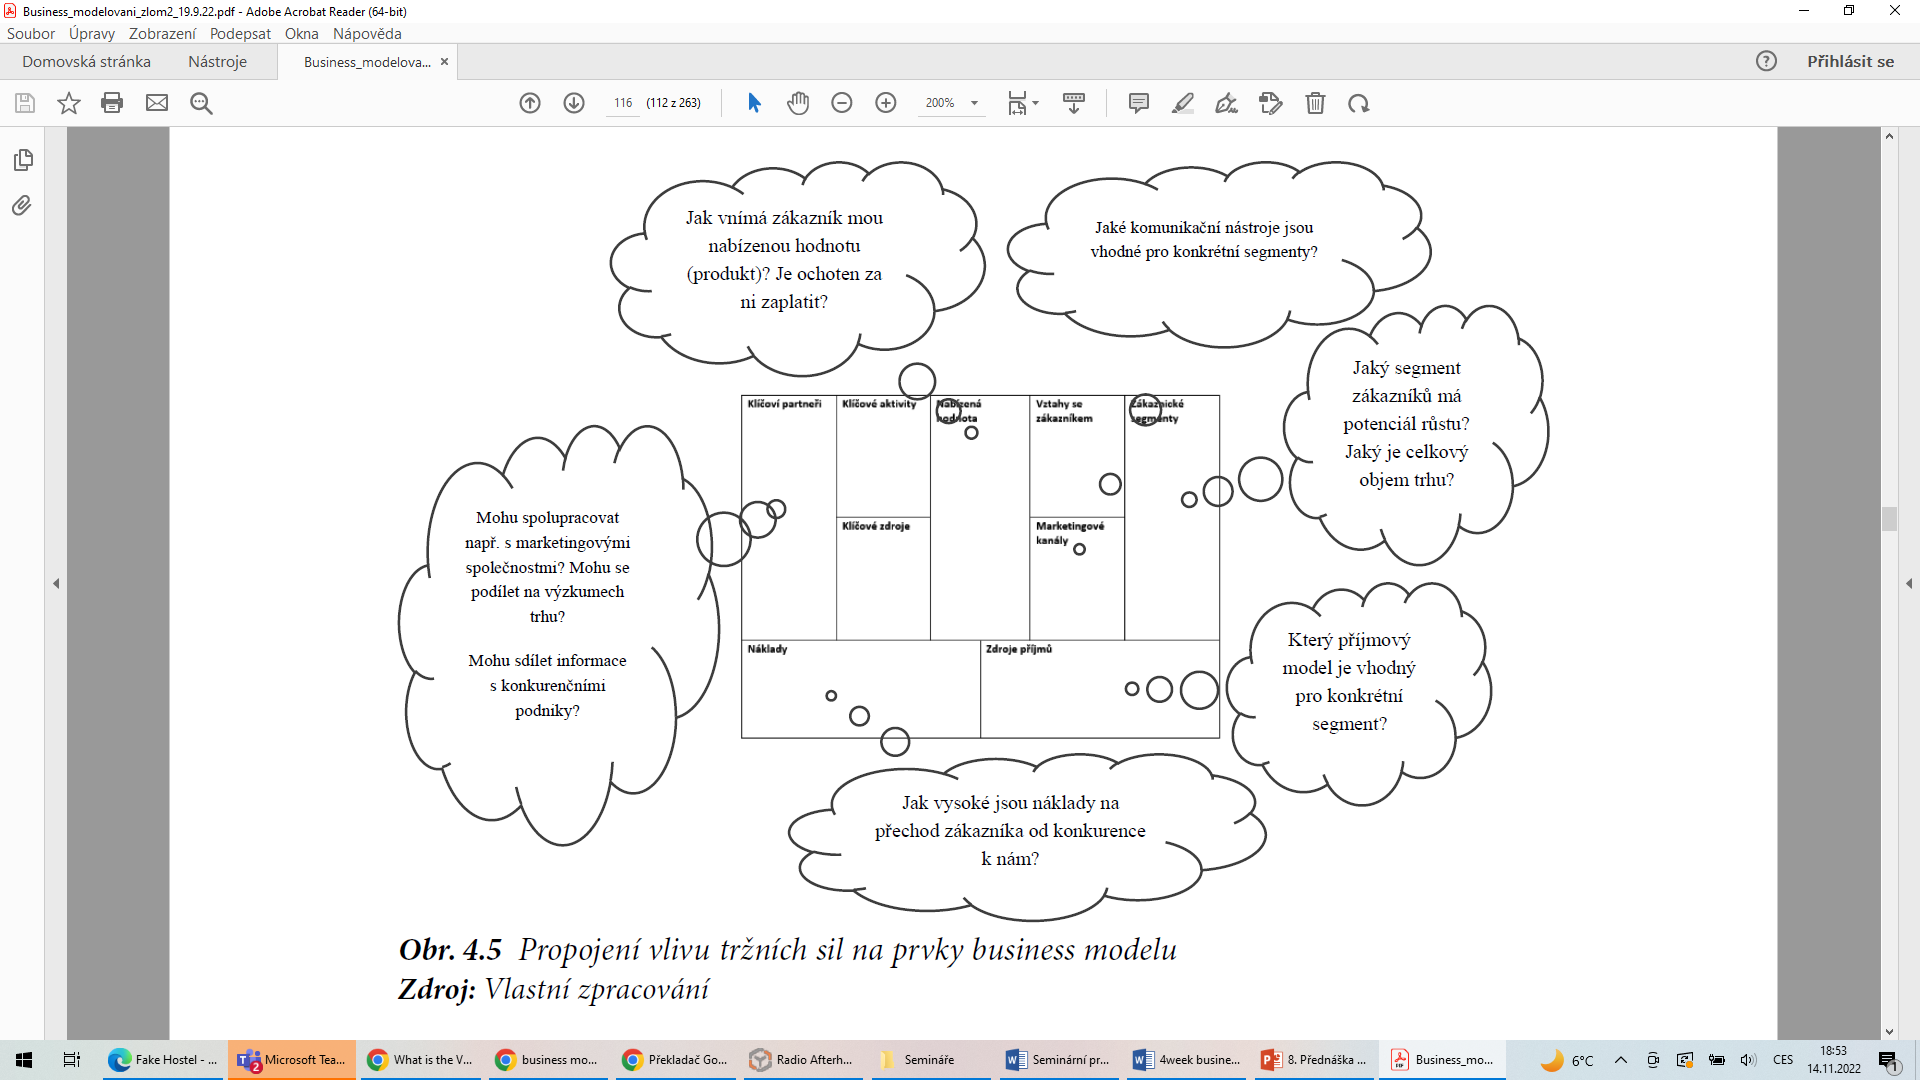 Business_modelovani_zlom2_19.9.22.pdf - Adobe Acrobat Reader (64-bit)
Soubor Úpravy Zobrazení Podepsat Okna Nápověda
Domovská stránka Nástroje Business_modelova... × Přihlásit se
116 (112 z 263) 200%
Jak vnímá zákazník mou
nabízenou hodnotu
(produkt)? Je ochoten za
ni zaplatit?
Jaké komunikační nástroje jsou
vhodné pro konkrétní segmenty?
Jaký segment
zákazníků má
potenciál růstu?
Jaký je celkový
objem trhu?
Klíčoví partneři
Klíčové aktivity
Nabízená
hodnota
Vztahy se
zákazníkem
Zákaznické
segmenty
Klíčové zdroje
Marketingové
kanály
Náklady
Zdroje příjmů
Mohu spolupracovat
např. s marketingovými
společnostmi? Mohu se
podílet na výzkumech
trhu?
Mohu sdílet informace
s konkurenčními
podniky?
Který příjmový
model je vhodný
pro konkrétní
segment?
Jak vysoké jsou náklady na
přechod zákazníka od konkurence
k nám?
Obr. 4.5 Propojení vlivu tržních sil na prvky business modelu
Zdroj: Vlastní zpracování
Fake Hostel - ... Microsoft Tea... What is the V... business mo... Překladač Go... Radio Afterh... Semináře Seminární pr... 4week busine... 8. Přednáška ... Business_mo... 6°C CES
18:53
14.11.2022